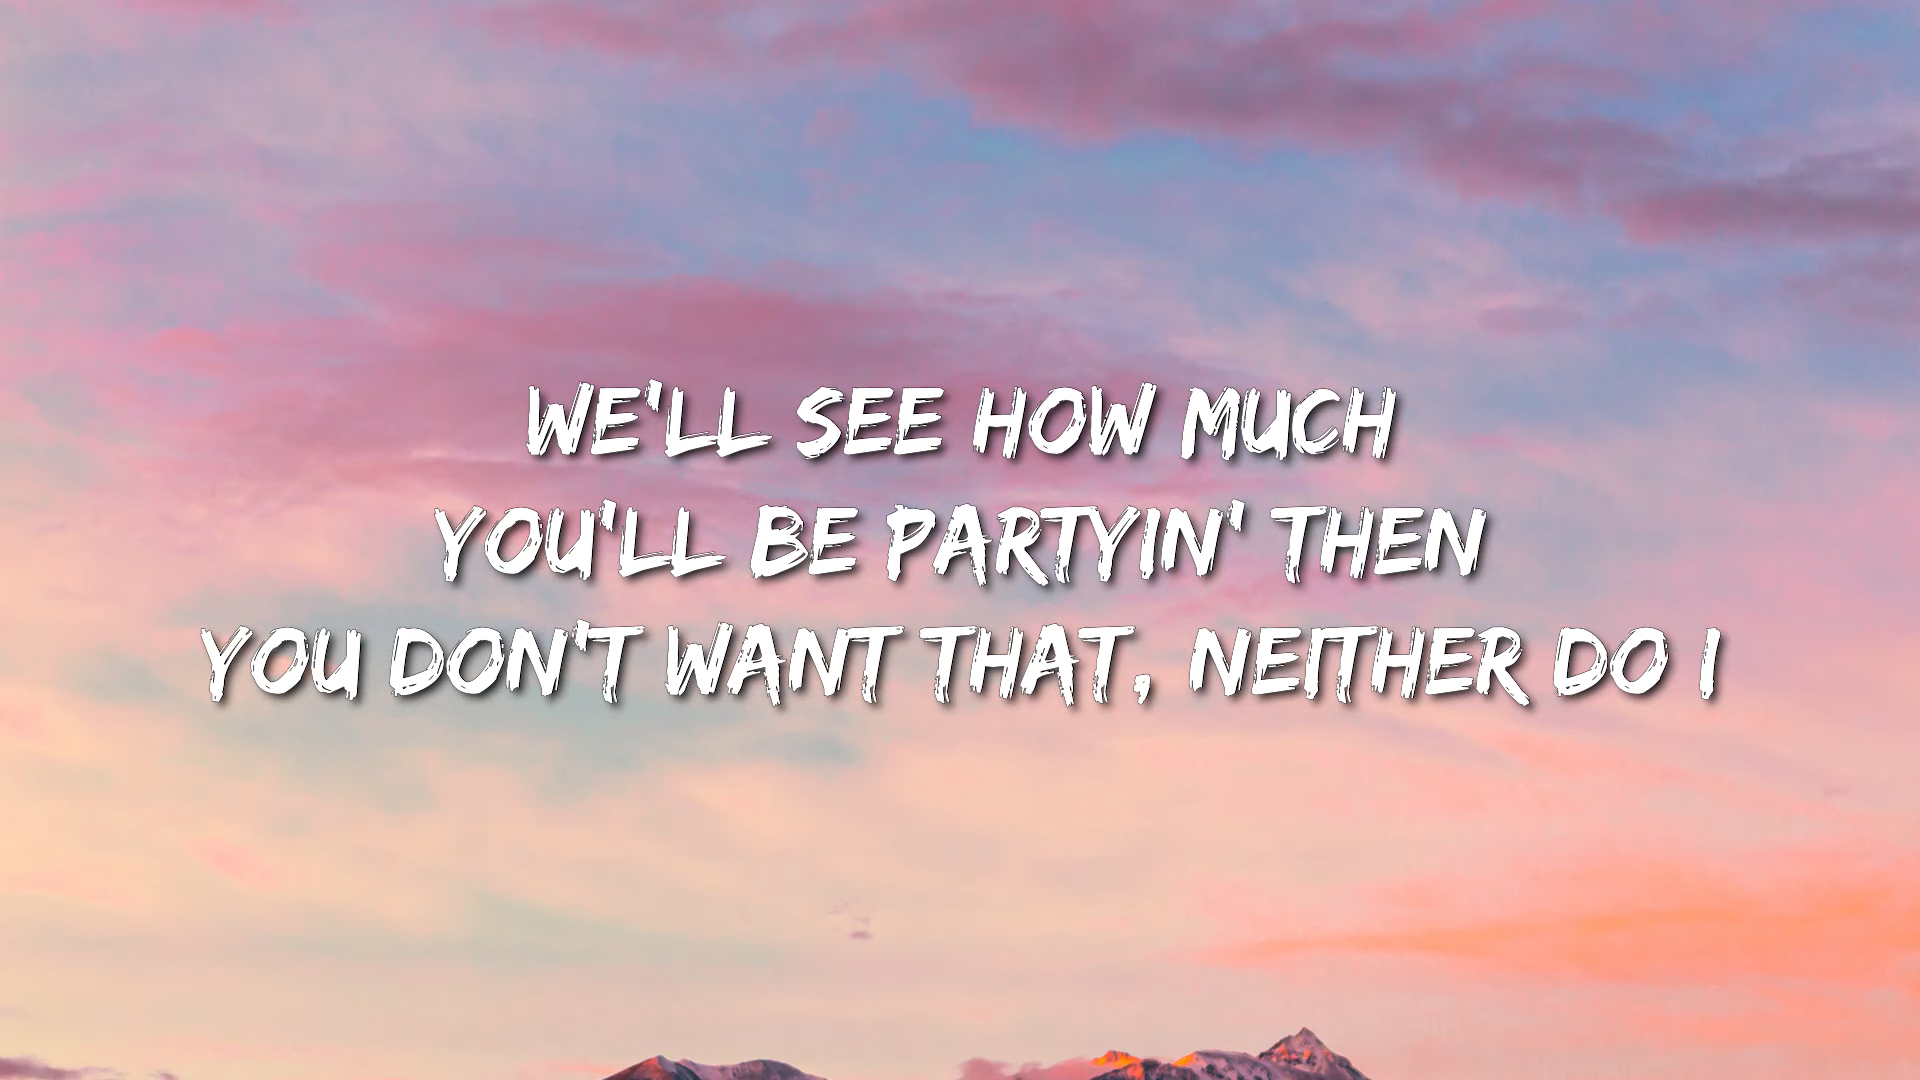 WE'LL SEE HOW MUCH
YOU'LL BE PARTYIN' THEN
YOU DON'T WANT THAT, NEITHER DO I